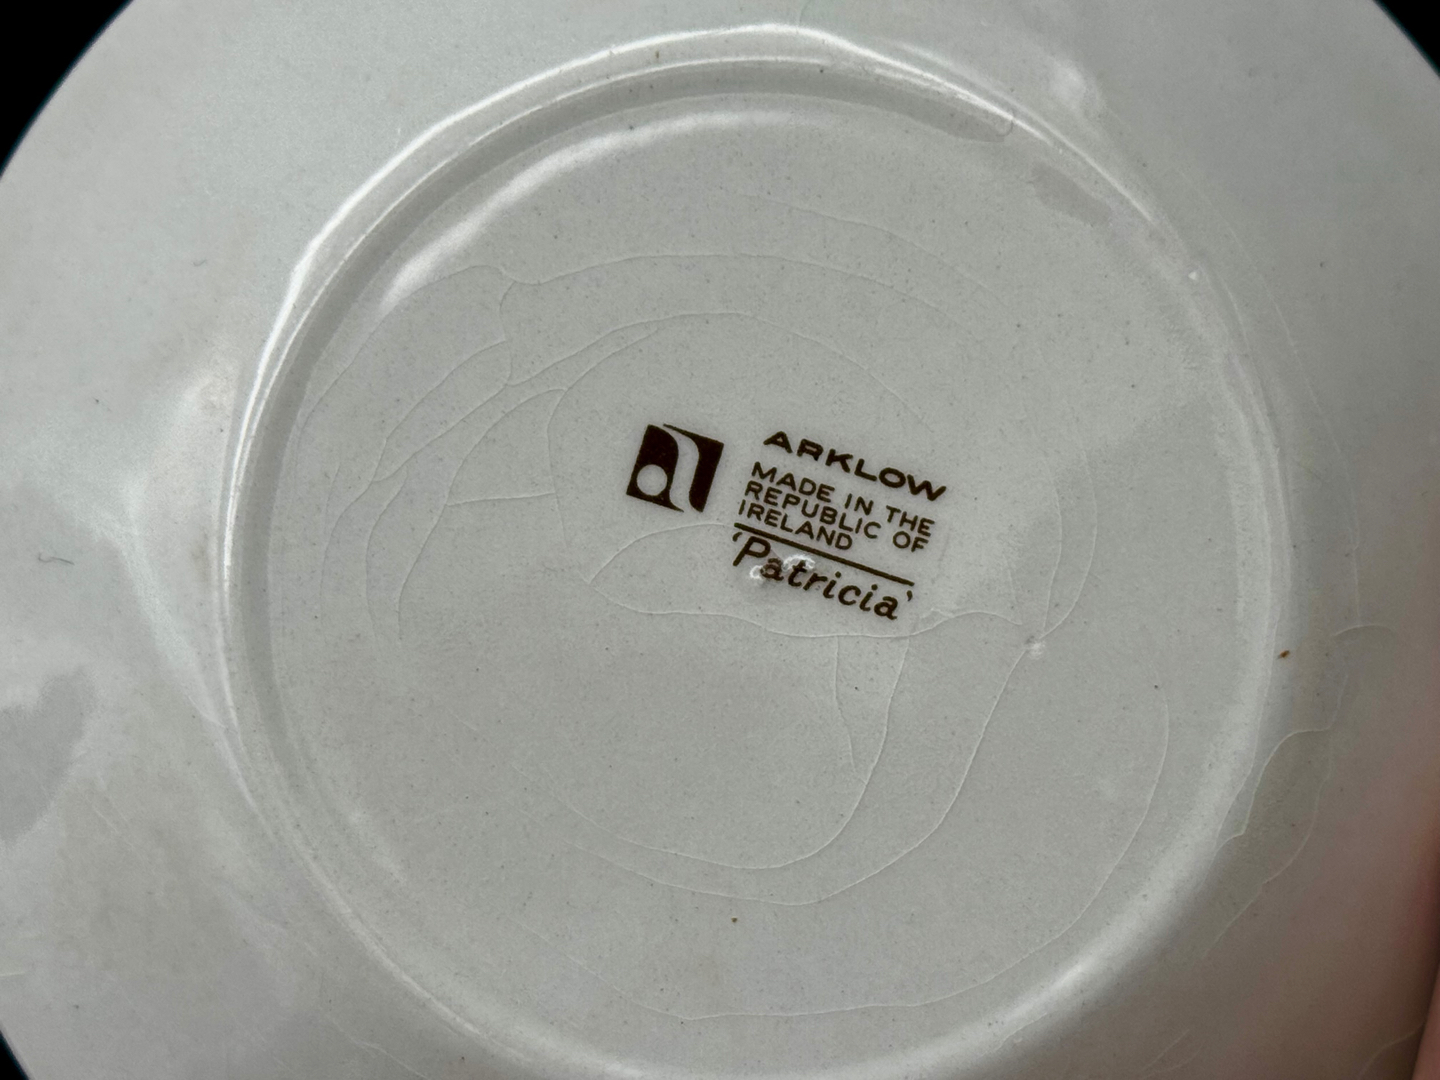 ARKLOW
MADE IN THE
REPUBLIC OF
IRELAND
'Patricia'